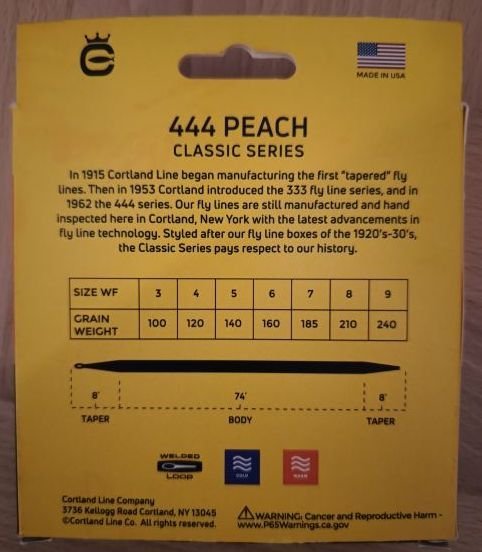 MADE IN USA
444 PEACH
CLASSIC SERIES
In 1915 Cortland Line began manufacturing the first "tapered" fly
lines. Then in 1953 Cortland introduced the 333 fly line series, and in
1962 the 444 series. Our fly lines are still manufactured and hand
inspected here in Cortland, New York with the latest advancements in
fly line technology. Styled after our fly line boxes of the 1920's-30's,
the Classic Series pays respect to our history.
SIZE WF 3 4 5 6 7 8 9
GRAIN
WEIGHT 100 120 140 160 185 210 240
8' 74' 8'
TAPER BODY TAPER
WELDED
LOOP
COLD WARM
Cortland Line Company
3736 Kellogg Road Cortland, NY 13045
©Cortland Line Co. All rights reserved.
WARNING: Cancer and Reproductive Harm -
www.P65Warnings.ca.gov